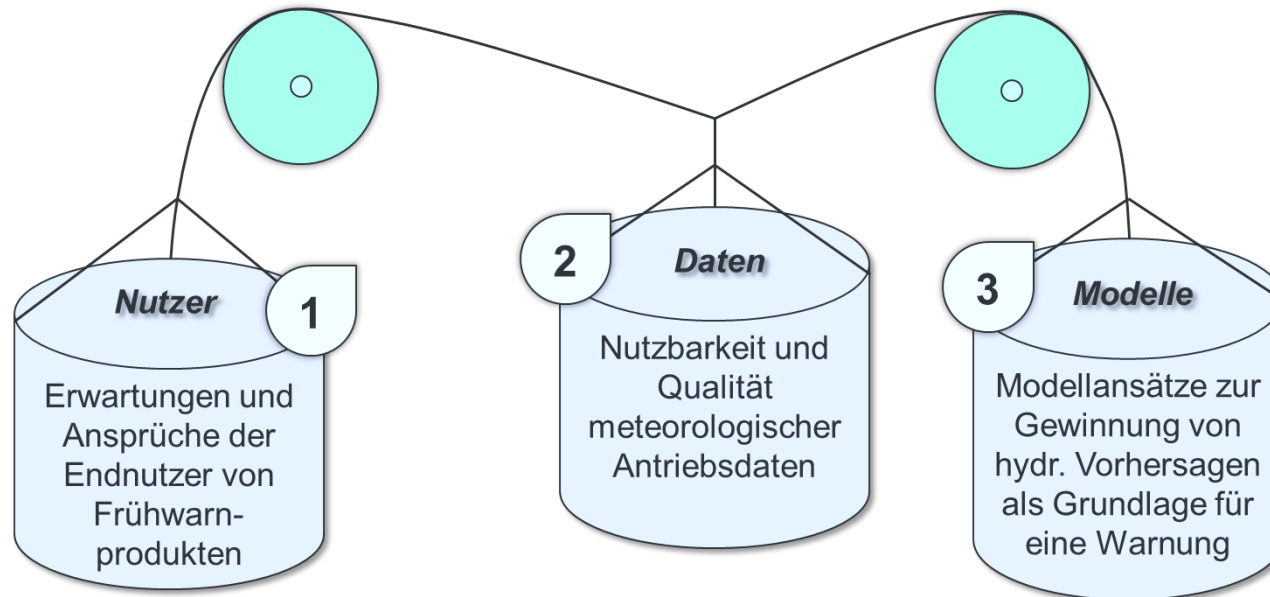 1
Nutzer
Erwartungen und
Ansprüche der
Endnutzer von
Frühwarn-
produkten
2
Daten
Nutzbarkeit und
Qualität
meteorologischer
Antriebsdaten
3
Modelle
Modellansätze zur
Gewinnung von
hydr. Vorhersagen
als Grundlage für
eine Warnung